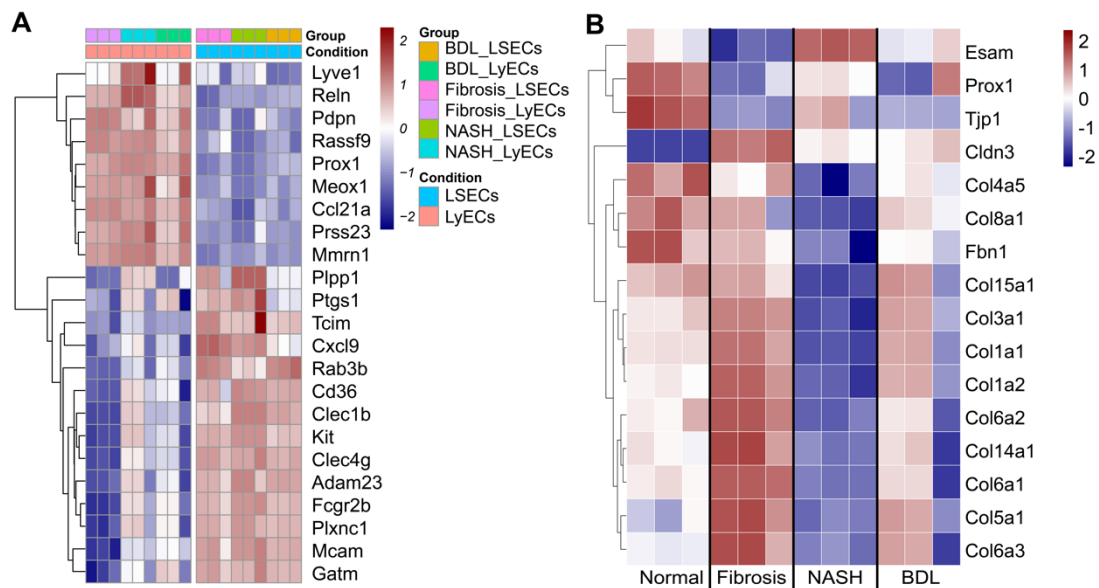 A
Group
Condition
Lyve1
Reln
Pdpn
Rassf9
Prox1
Meox1
Ccl21a
Prss23
Mmrn1
Plpp1
Ptgs1
Tcim
Cxcl9
Rab3b
Cd36
Clec1b
Kit
Clec4g
Adam23
Fcgr2b
Plxnc1
Mcam
Gatm
2
1
0
−1
−2
Group
BDL_LSECs
BDL_LyECs
Fibrosis_LSECs
Fibrosis_LyECs
NASH_LSECs
NASH_LyECs
Condition
LSECs
LyECs
B
Esam
Prox1
Tjp1
Cldn3
Col4a5
Col8a1
Fbn1
Col15a1
Col3a1
Col1a1
Col1a2
Col6a2
Col14a1
Col6a1
Col5a1
Col6a3
Normal Fibrosis NASH BDL
2
1
0
-1
-2